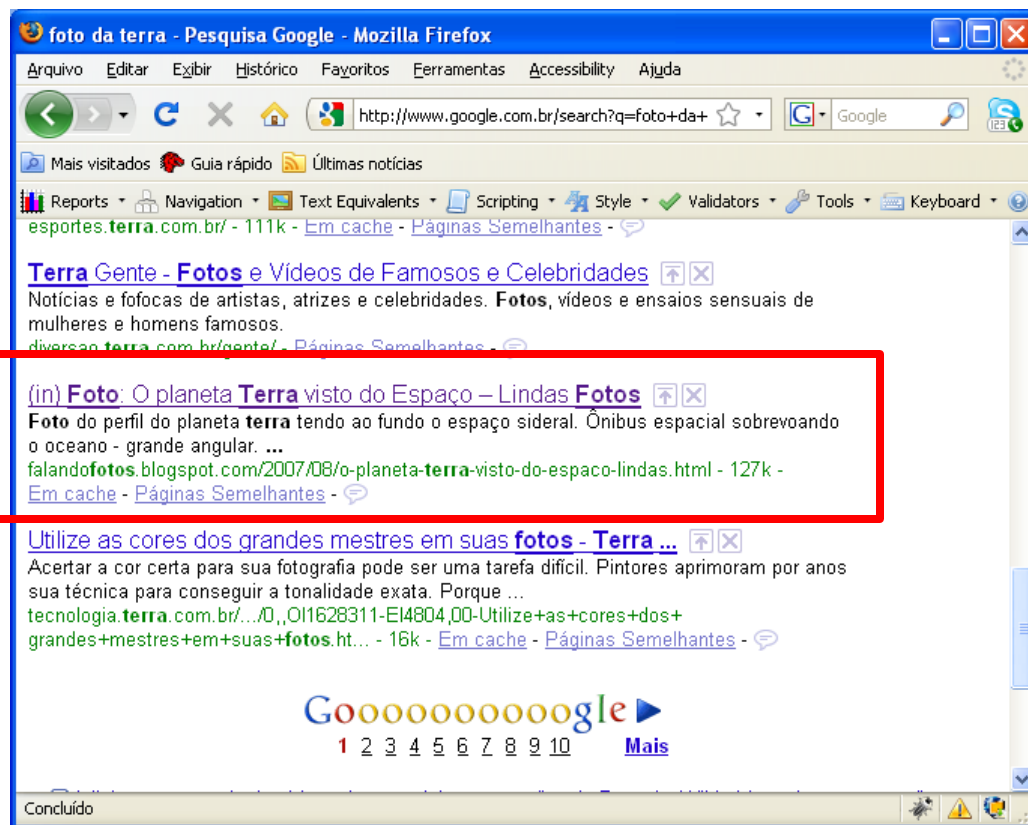 foto da terra - Pesquisa Google - Mozilla Firefox
Arquivo Editar Exibir Histórico Favoritos Ferramentas Accessibility Ajuda
http://www.google.com.br/search?q=foto+da+ G Google 123
Mais visitados Guia rápido Últimas notícias
Reports Navigation Text Equivalents Scripting Style Validators Tools Keyboard
esportes.terra.com.br/ - 111k - Em cache - Páginas Semelhantes -
Terra Gente - Fotos e Vídeos de Famosos e Celebridades
Notícias e fofocas de artistas, atrizes e celebridades. Fotos, vídeos e ensaios sensuais de
mulheres e homens famosos.
diversao.terra.com.br/gente/ - Páginas Semelhantes -
(in) Foto: O planeta Terra visto do Espaço – Lindas Fotos
Foto do perfil do planeta terra tendo ao fundo o espaço sideral. Ônibus espacial sobrevoando
o oceano - grande angular. ...
falandofotos.blogspot.com/2007/08/o-planeta-terra-visto-do-espaco-lindas.html - 127k -
Em cache - Páginas Semelhantes -
Utilize as cores dos grandes mestres em suas fotos - Terra ...
Acertar a cor certa para sua fotografia pode ser uma tarefa difícil. Pintores aprimoram por anos
sua técnica para conseguir a tonalidade exata. Porque ...
tecnologia.terra.com.br/.../0,,OI1628311-EI4804,00-Utilize+as+cores+dos+
grandes+mestres+em+suas+fotos.ht... - 16k - Em cache - Páginas Semelhantes -
Goooooooooogle
1 2 3 4 5 6 7 8 9 10 Mais
Concluído